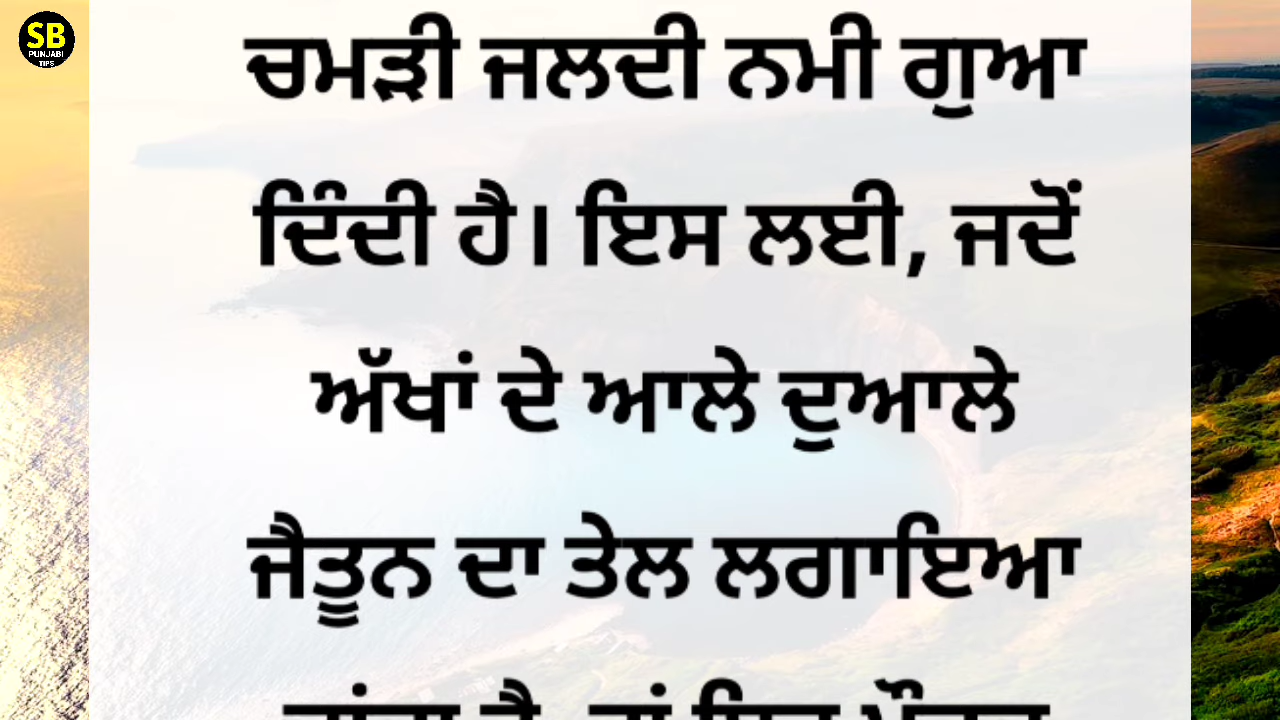 SB
PUNJABI
TIPS
ਚਮੜੀ ਜਲਦੀ ਨਮੀ ਗੁਆ
ਦਿੰਦੀ ਹੈ। ਇਸ ਲਈ, ਜਦੋਂ
ਅੱਖਾਂ ਦੇ ਆਲੇ ਦੁਆਲੇ
ਜੈਤੂਨ ਦਾ ਤੇਲ ਲਗਾਇਆ